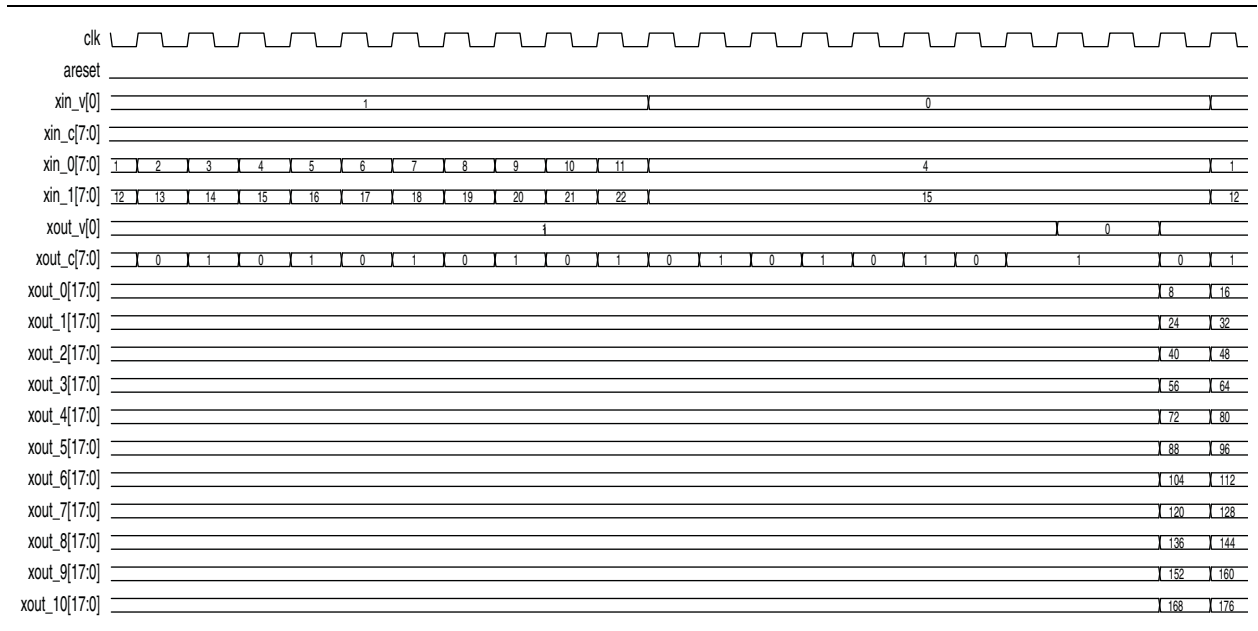 clk
areset
xin_v[0] 1 0
xin_c[7:0]
xin_0[7:0] 1 2 3 4 5 6 7 8 9 10 11 4 1
xin_1[7:0] 12 13 14 15 16 17 18 19 20 21 22 15 12
xout_v[0] 1 0
xout_c[7:0] 0 1 0 1 0 1 0 1 0 1 0 1 0 1 0 1 0 1 0 1
xout_0[17:0] 8 16
xout_1[17:0] 24 32
xout_2[17:0] 40 48
xout_3[17:0] 56 64
xout_4[17:0] 72 80
xout_5[17:0] 88 96
xout_6[17:0] 104 112
xout_7[17:0] 120 128
xout_8[17:0] 136 144
xout_9[17:0] 152 160
xout_10[17:0] 168 176